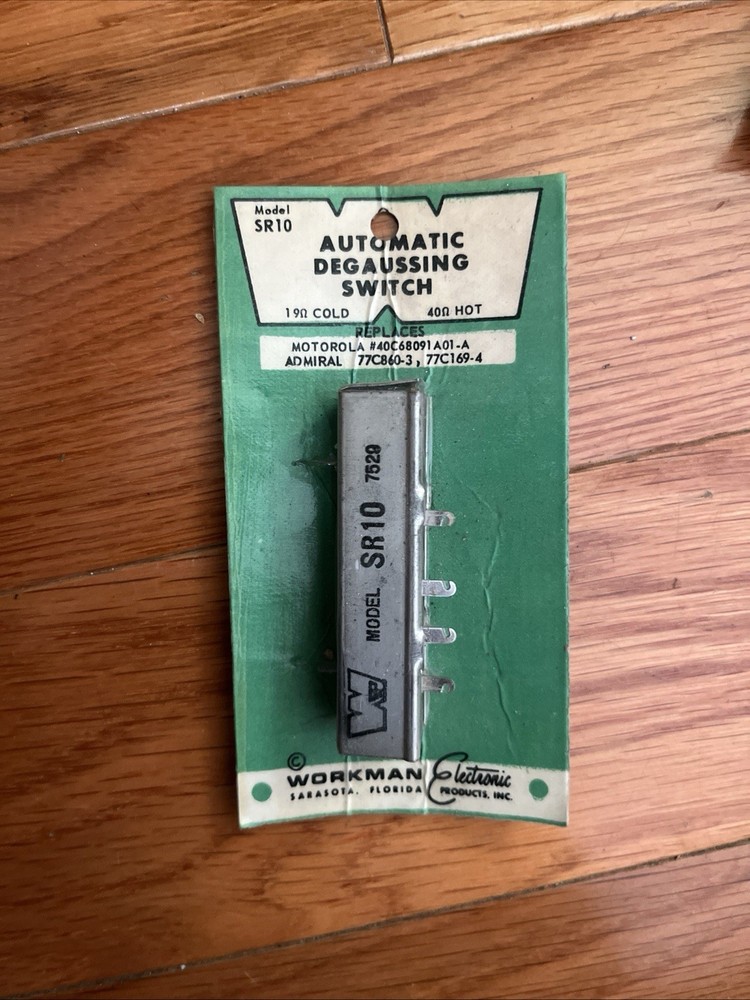 Model
SR10
AUTOMATIC
DEGAUSSING
SWITCH
19Ω COLD 40Ω HOT
REPLACES
MOTOROLA #40C68091A01-A
ADMIRAL 77C860-3, 77C169-4
MODEL SR10 7529
W
© WORKMAN Electronic
SARASOTA, FLORIDA PRODUCTS, INC.